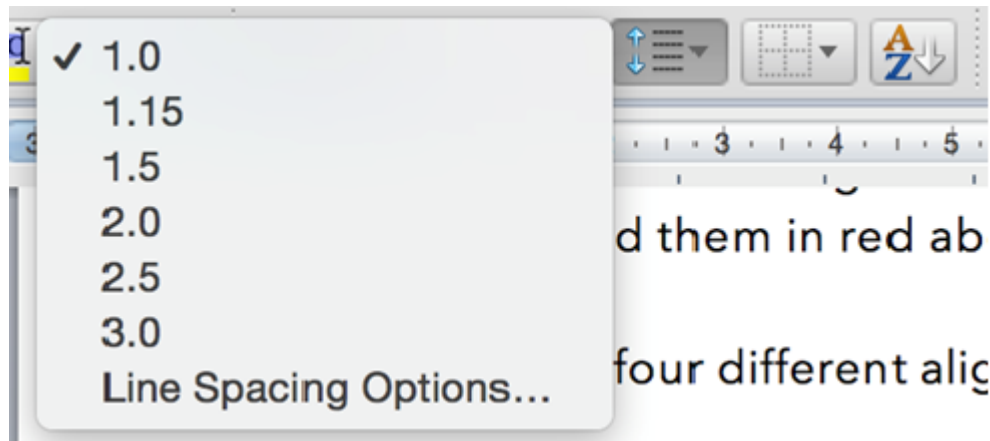 ✓ 1.0
1.15
1.5
2.0
2.5
3.0
Line Spacing Options...
A
Z
3
3 4 5
d them in red ab
four different alig